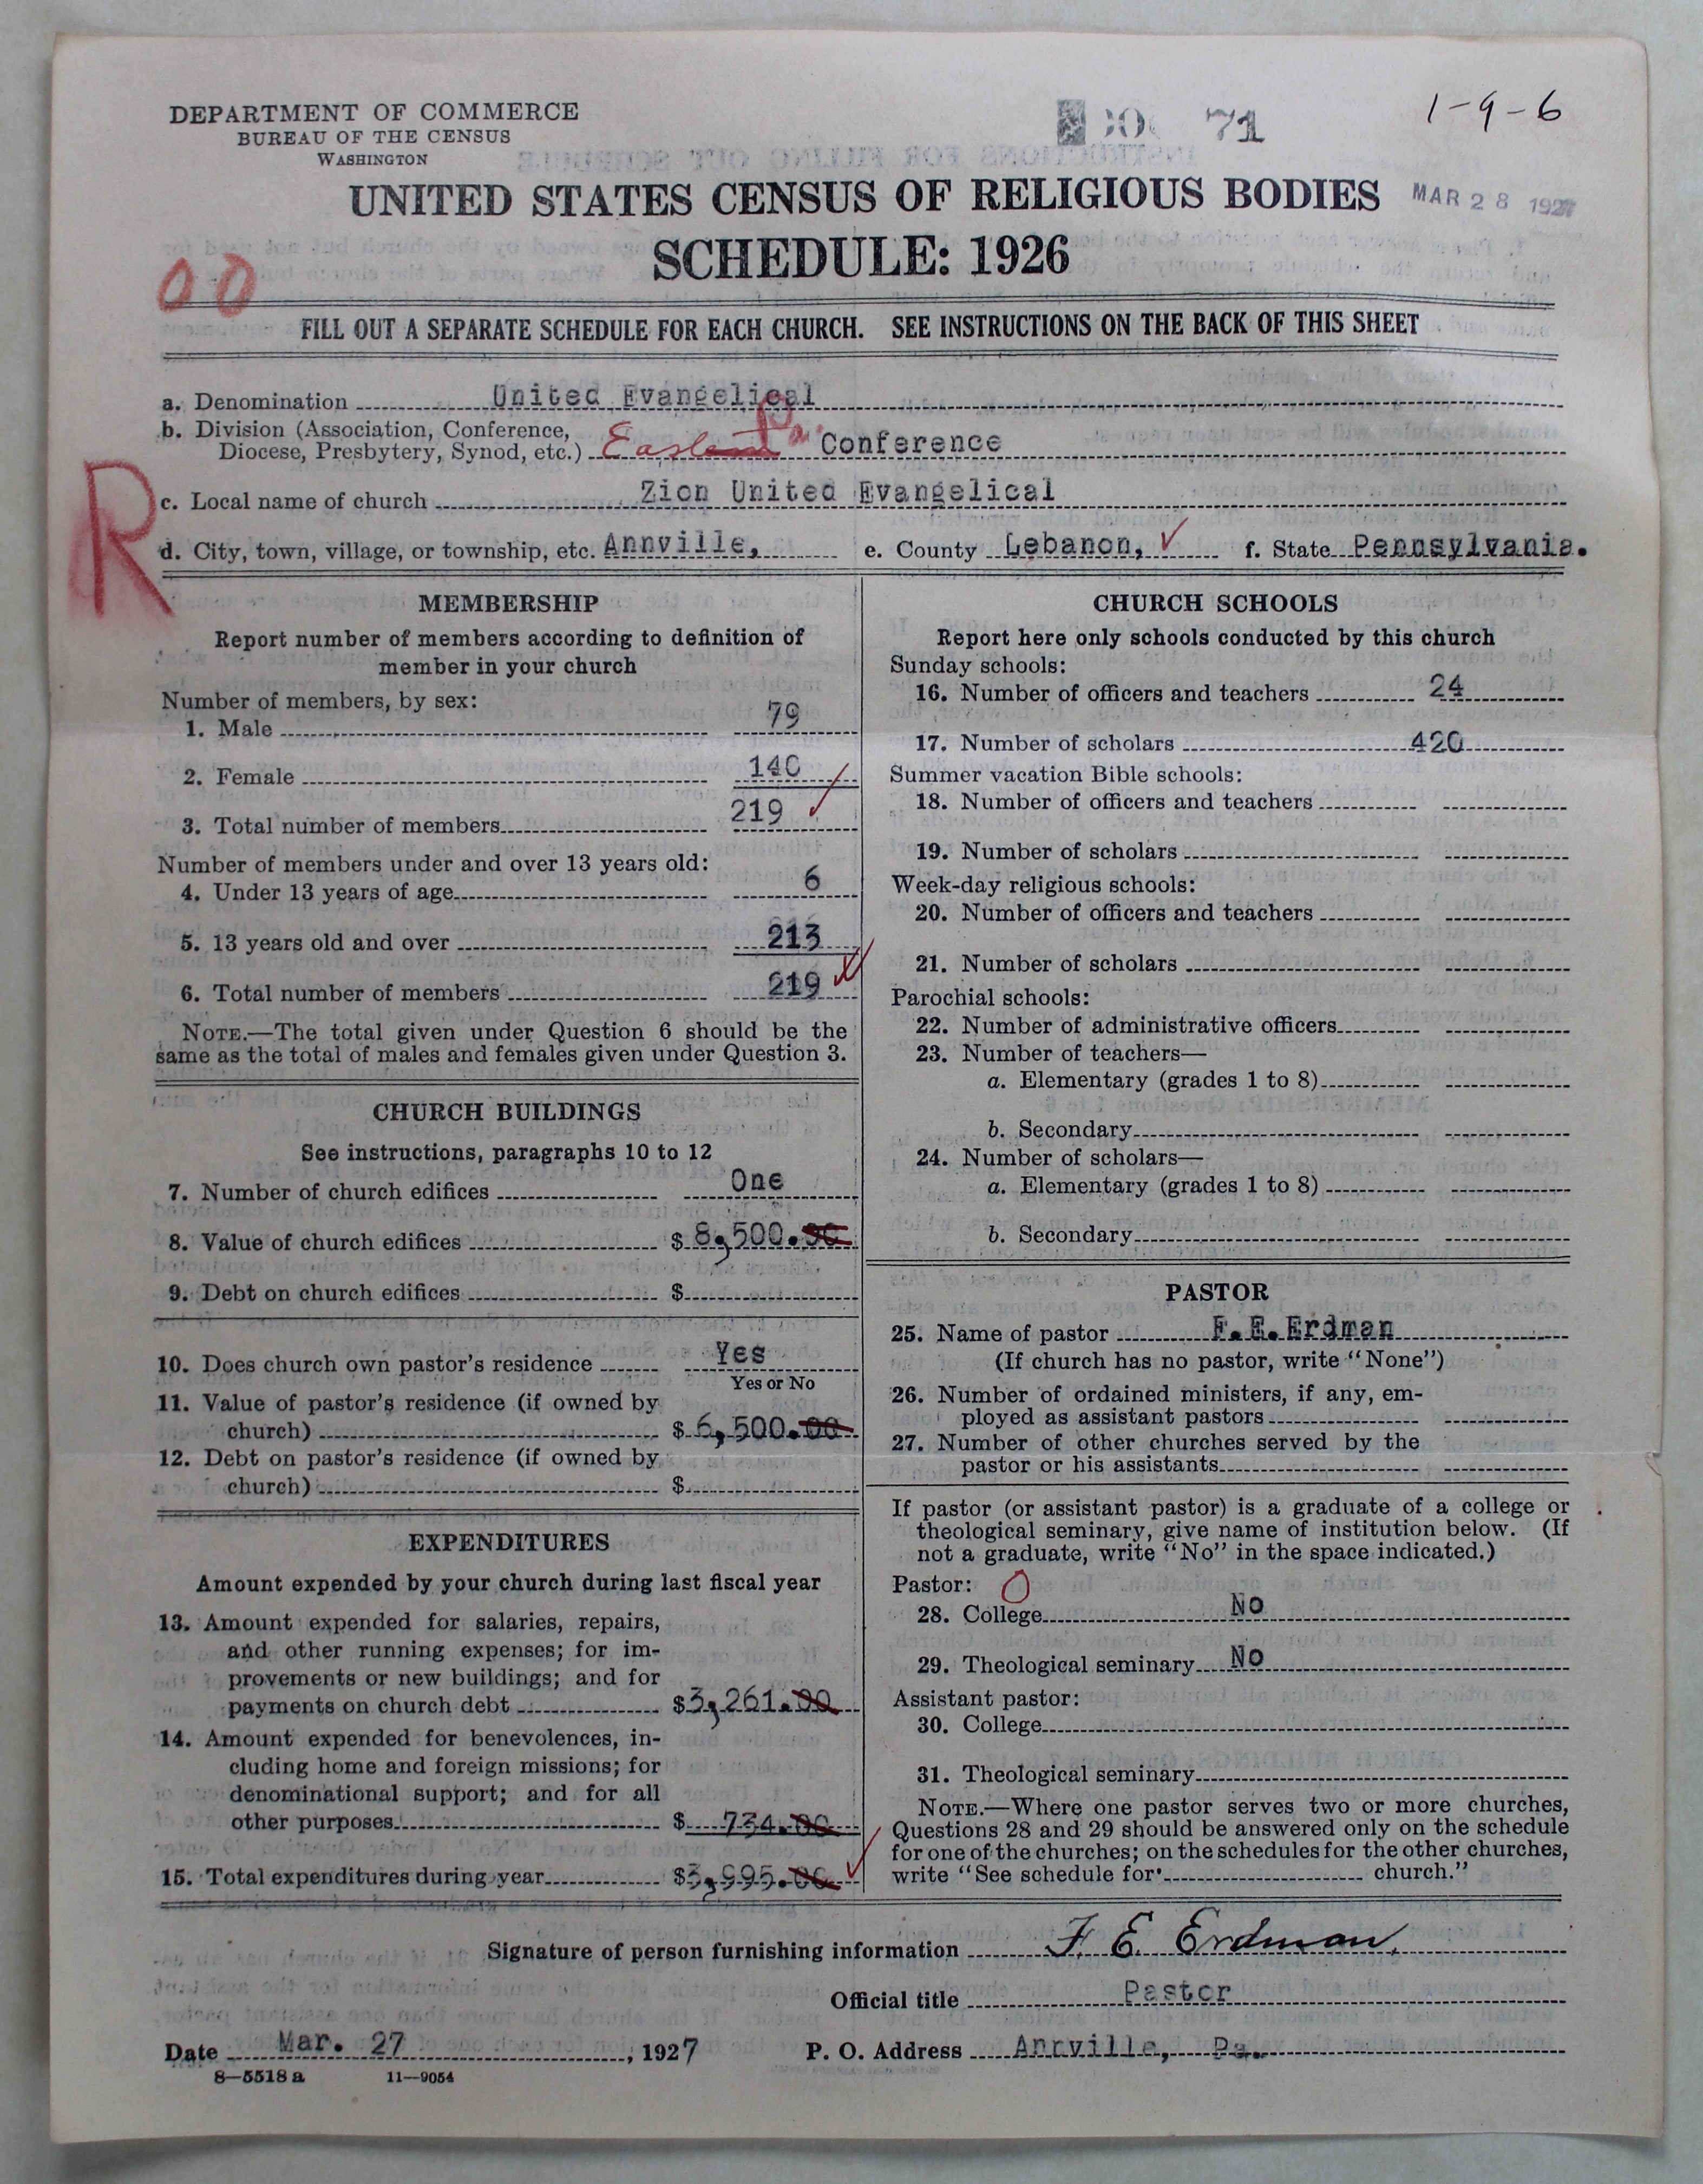 DEPARTMENT OF COMMERCE
BUREAU OF THE CENSUS
WASHINGTON
71
1-9-6
UNITED STATES CENSUS OF RELIGIOUS BODIES
MAR 28 1927
SCHEDULE: 1926
00
FILL OUT A SEPARATE SCHEDULE FOR EACH CHURCH. SEE INSTRUCTIONS ON THE BACK OF THIS SHEET
a. Denomination United Evangelical
b. Division (Association, Conference,
Diocese, Presbytery, Synod, etc.) East Pa. Conference
R
c. Local name of church Zion United Evangelical
d. City, town, village, or township, etc. Annville, e. County Lebanon, f. State Pennsylvania.
MEMBERSHIP
Report number of members according to definition of
member in your church
Number of members, by sex:
1. Male 79
2. Female 140
219
3. Total number of members
Number of members under and over 13 years old:
4. Under 13 years of age 6
5. 13 years old and over 213
6. Total number of members 219
NOTE.—The total given under Question 6 should be the
same as the total of males and females given under Question 3.
CHURCH BUILDINGS
See instructions, paragraphs 10 to 12
7. Number of church edifices One
8. Value of church edifices $ 8,500.00
9. Debt on church edifices $
10. Does church own pastor's residence Yes
Yes or No
11. Value of pastor's residence (if owned by
church) $ 6,500.00
12. Debt on pastor's residence (if owned by
church) $
EXPENDITURES
Amount expended by your church during last fiscal year
13. Amount expended for salaries, repairs,
and other running expenses; for im-
provements or new buildings; and for
payments on church debt $3,261.00
14. Amount expended for benevolences, in-
cluding home and foreign missions; for
denominational support; and for all
other purposes $ 734.00
15. Total expenditures during year $3,995.00
CHURCH SCHOOLS
Report here only schools conducted by this church
Sunday schools:
16. Number of officers and teachers 24
17. Number of scholars 420
Summer vacation Bible schools:
18. Number of officers and teachers
19. Number of scholars
Week-day religious schools:
20. Number of officers and teachers
21. Number of scholars
Parochial schools:
22. Number of administrative officers
23. Number of teachers—
a. Elementary (grades 1 to 8)
b. Secondary
24. Number of scholars—
a. Elementary (grades 1 to 8)
b. Secondary
PASTOR
25. Name of pastor F. E. Erdman
(If church has no pastor, write "None")
26. Number of ordained ministers, if any, em-
ployed as assistant pastors
27. Number of other churches served by the
pastor or his assistants
If pastor (or assistant pastor) is a graduate of a college or
theological seminary, give name of institution below. (If
not a graduate, write "No" in the space indicated.)
Pastor: 0
28. College No
29. Theological seminary No
Assistant pastor:
30. College
31. Theological seminary
NOTE.—Where one pastor serves two or more churches,
Questions 28 and 29 should be answered only on the schedule
for one of the churches; on the schedules for the other churches,
write "See schedule for church."
Signature of person furnishing information F. E. Erdman.
Official title Pastor
Date Mar. 27, 1927 P. O. Address Annville, Pa.
8—5518 a 11—9054